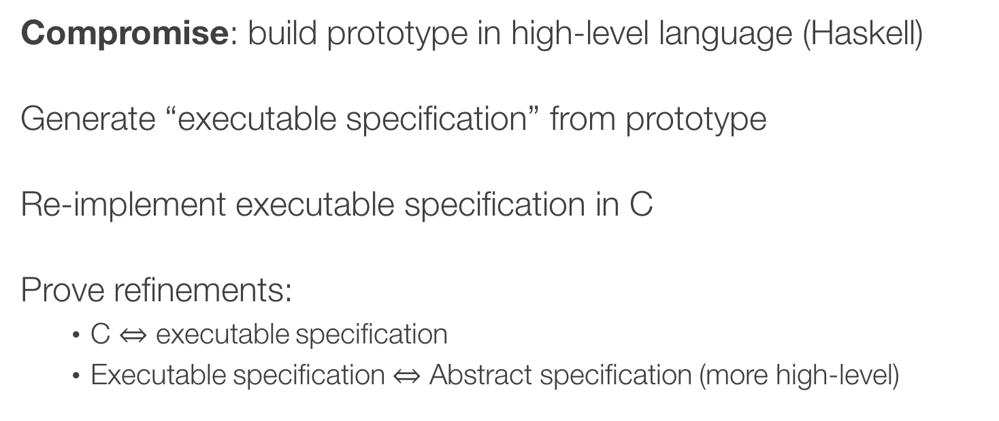 Compromise: build prototype in high-level language (Haskell)
Generate “executable specification” from prototype
Re-implement executable specification in C
Prove refinements:
• C ⇔ executable specification
• Executable specification ⇔ Abstract specification (more high-level)